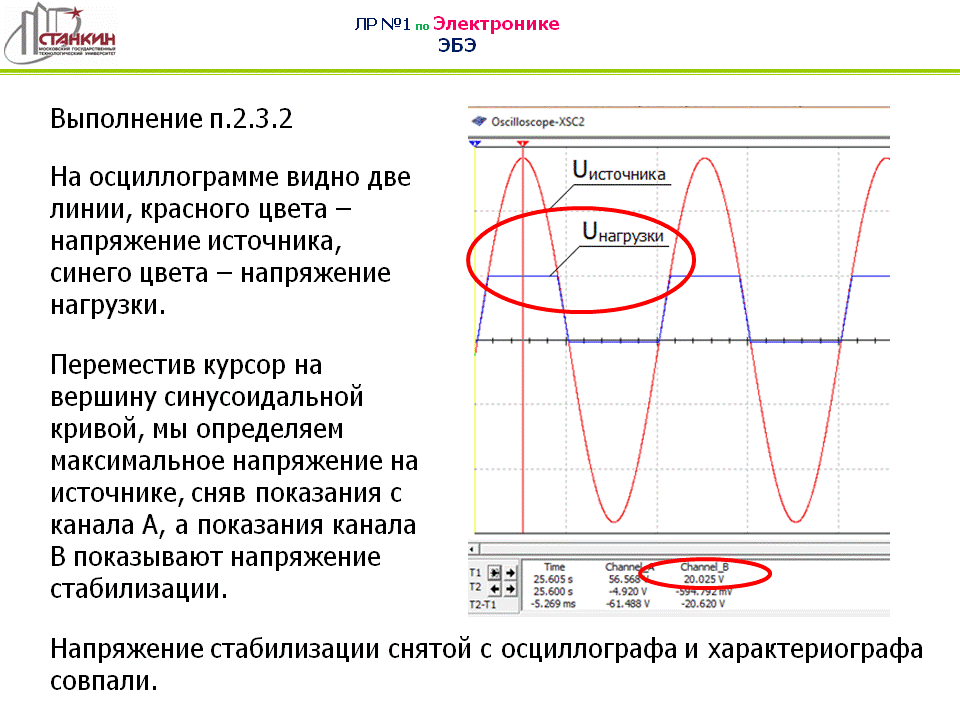 СТАНКИН
МОСКОВСКИЙ ГОСУДАРСТВЕННЫЙ
ТЕХНОЛОГИЧЕСКИЙ УНИВЕРСИТЕТ
ЛР №1 по Электронике
ЭБЭ
Выполнение п.2.3.2
На осциллограмме видно две
линии, красного цвета –
напряжение источника,
синего цвета – напряжение
нагрузки.
Переместив курсор на
вершину синусоидальной
кривой, мы определяем
максимальное напряжение на
источнике, сняв показания с
канала А, а показания канала
В показывают напряжение
стабилизации.
Oscilloscope-XSC2
Uисточника
Uнагрузки
Time Channel_A Channel_B
T1 25.605 s 56.568 V 20.025 V
T2 25.600 s -4.920 V -594.792 mV
T2-T1 -5.269 ms -61.488 V -20.620 V
Напряжение стабилизации снятой с осциллографа и характериографа
совпали.